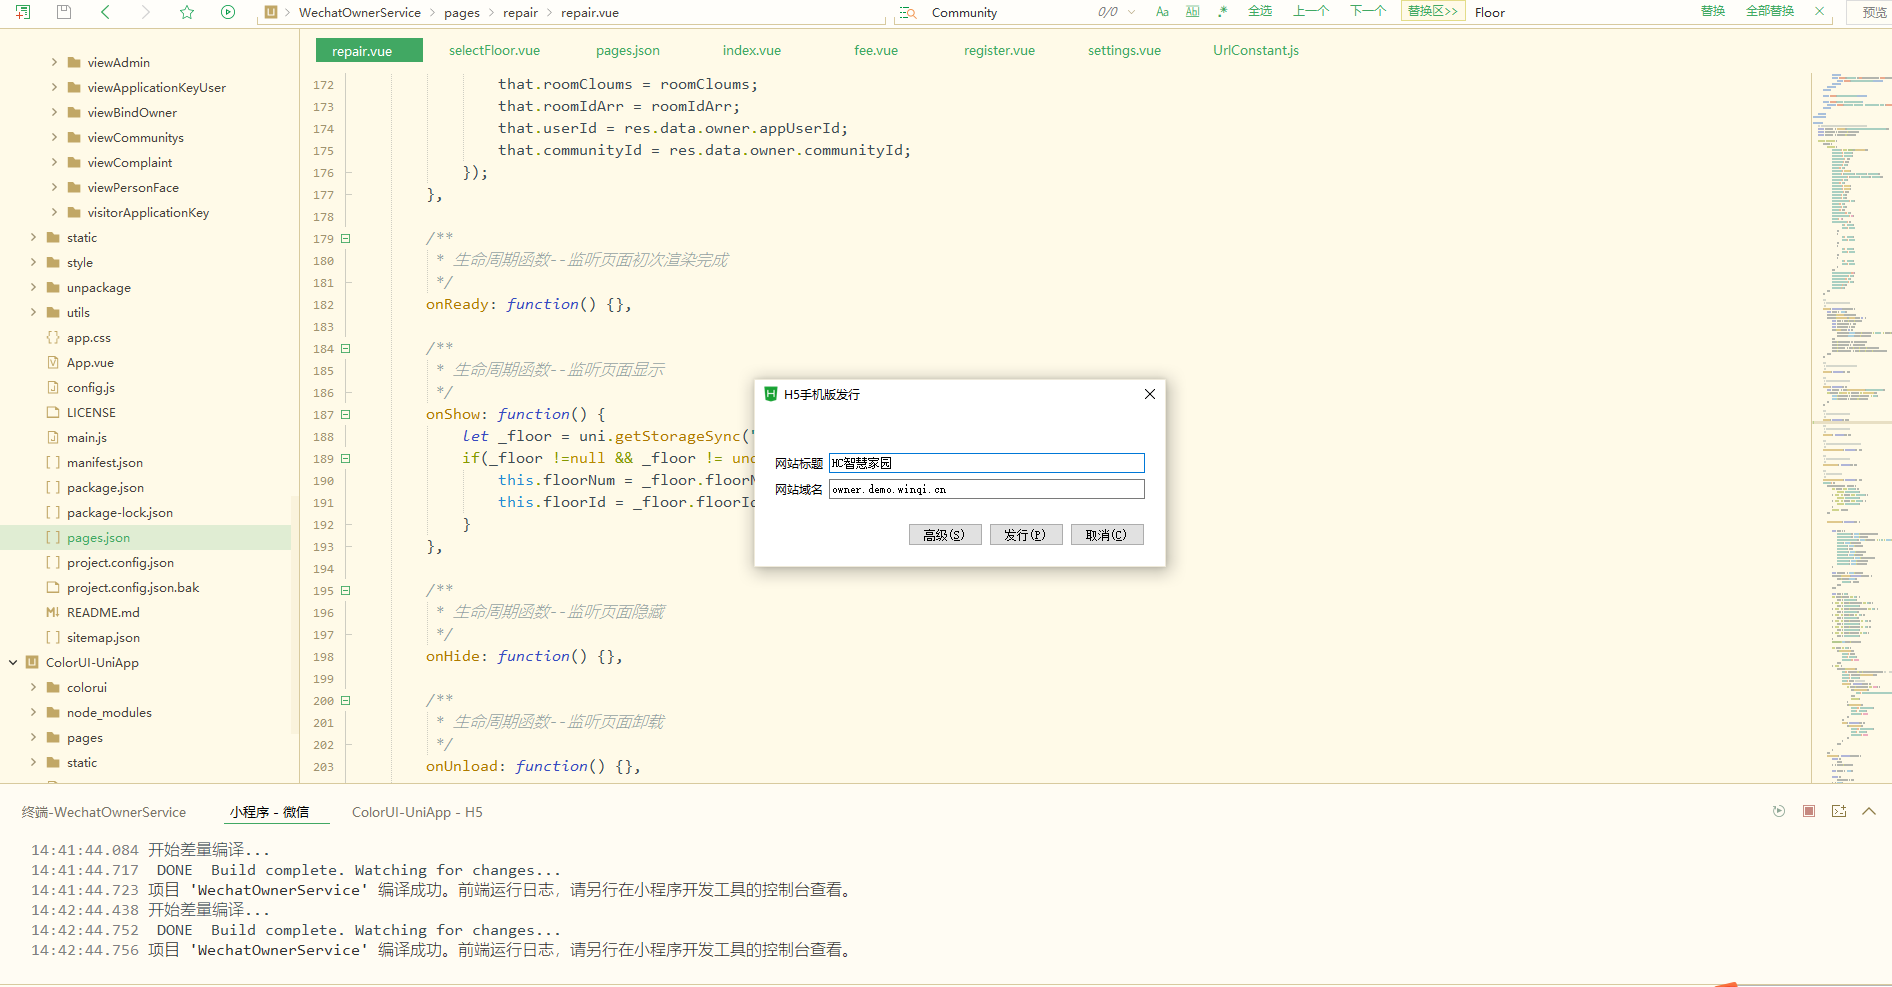 WechatOwnerService > pages > repair > repair.vue
Community 0/0 Aa Ab .* 全选 上一个 下一个 替换区>> Floor 替换 全部替换 预览
repair.vue selectFloor.vue pages.json index.vue fee.vue register.vue settings.vue UrlConstant.js
viewAdmin
viewApplicationKeyUser
viewBindOwner
viewCommunitys
viewComplaint
viewPersonFace
visitorApplicationKey
static
style
unpackage
utils
app.css
App.vue
config.js
LICENSE
main.js
manifest.json
package.json
package-lock.json
pages.json
project.config.json
project.config.json.bak
README.md
sitemap.json
ColorUI-UniApp
colorui
node_modules
pages
static
172 that.roomCloums = roomCloums;
173 that.roomIdArr = roomIdArr;
174 that.userId = res.data.owner.appUserId;
175 that.communityId = res.data.owner.communityId;
176 });
177 },
178
179 /**
180 * 生命周期函数--监听页面初次渲染完成
181 */
182 onReady: function() {},
183
184 /**
185 * 生命周期函数--监听页面显示
186 */
187 onShow: function() {
188 let _floor = uni.getStorageSync("
189 if(_floor !=null && _floor != und
190 this.floorNum = _floor.floorN
191 this.floorId = _floor.floorId
192 }
193 },
194
195 /**
196 * 生命周期函数--监听页面隐藏
197 */
198 onHide: function() {},
199
200 /**
201 * 生命周期函数--监听页面卸载
202 */
203 onUnload: function() {},
H5手机版发行
网站标题 HC智慧家园
网站域名 owner.demo.winqi.cn
高级(S) 发行(P) 取消(C)
终端-WechatOwnerService 小程序 - 微信 ColorUI-UniApp - H5
14:41:44.084 开始差量编译...
14:41:44.717 DONE Build complete. Watching for changes...
14:41:44.723 项目 'WechatOwnerService' 编译成功。前端运行日志，请另行在小程序开发工具的控制台查看。
14:42:44.438 开始差量编译...
14:42:44.752 DONE Build complete. Watching for changes...
14:42:44.756 项目 'WechatOwnerService' 编译成功。前端运行日志，请另行在小程序开发工具的控制台查看。